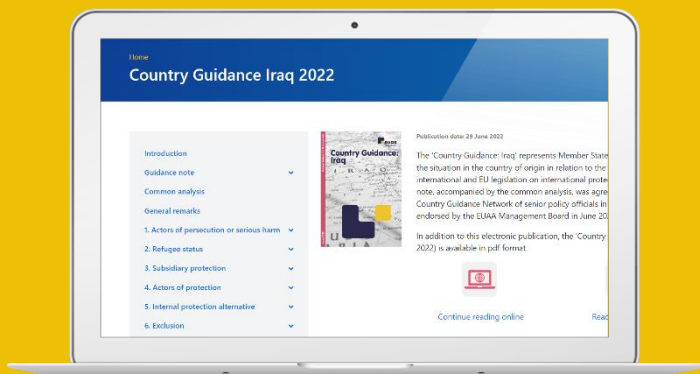 Home
Country Guidance Iraq 2022
Introduction
Guidance note
Common analysis
General remarks
1. Actors of persecution or serious harm
2. Refugee status
3. Subsidiary protection
4. Actors of protection
5. Internal protection alternative
6. Exclusion
Country Guidance:
Iraq
Publication date: 29 June 2022
The 'Country Guidance: Iraq' represents Member State
the situation in the country of origin in relation to the
international and EU legislation on international prote
note, accompanied by the common analysis, was agre
Country Guidance Network of senior policy officials in
endorsed by the EUAA Management Board in June 20
In addition to this electronic publication, the 'Country
2022) is available in pdf format.
Continue reading online
Read